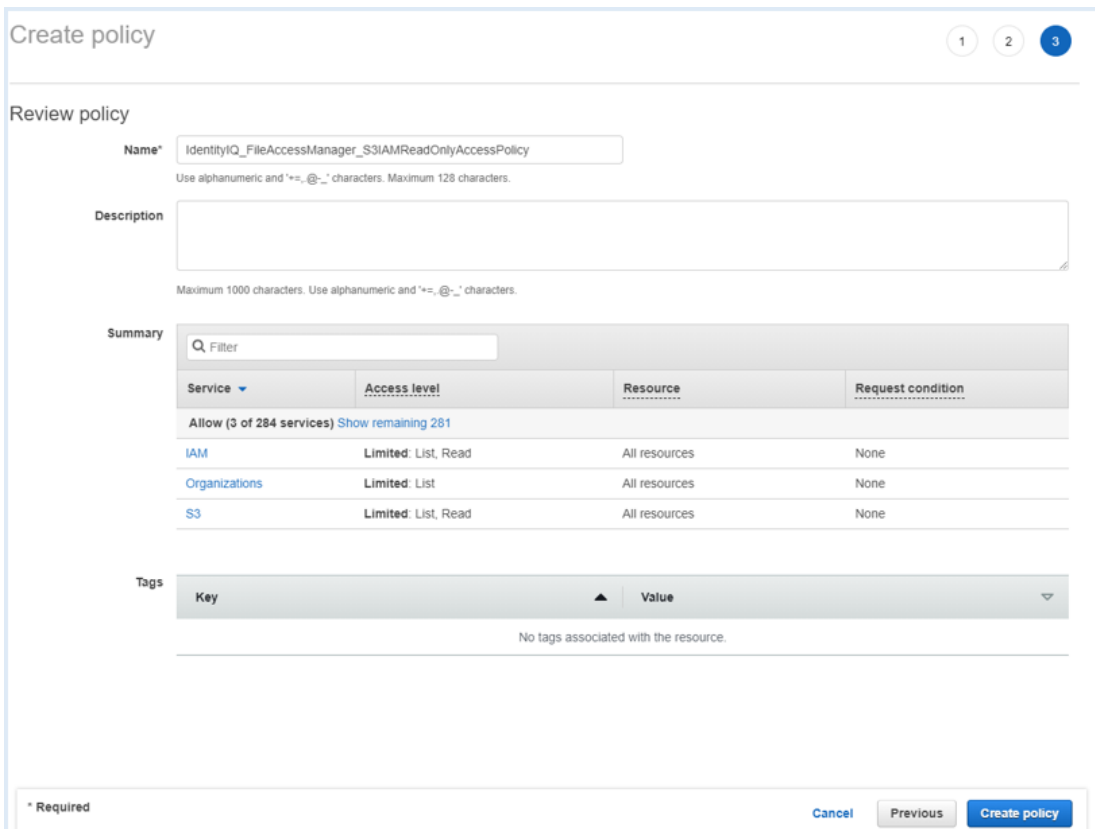 Create policy
1 2 3
Review policy
Name* IdentityIQ_FileAccessManager_S3IAMReadOnlyAccessPolicy
Use alphanumeric and '+=,.@-_' characters. Maximum 128 characters.
Description
Maximum 1000 characters. Use alphanumeric and '+=,.@-_' characters.
Summary
Filter
Service Access level Resource Request condition
Allow (3 of 284 services) Show remaining 281
IAM Limited: List, Read All resources None
Organizations Limited: List All resources None
S3 Limited: List, Read All resources None
Tags
Key Value
No tags associated with the resource.
* Required Cancel Previous Create policy